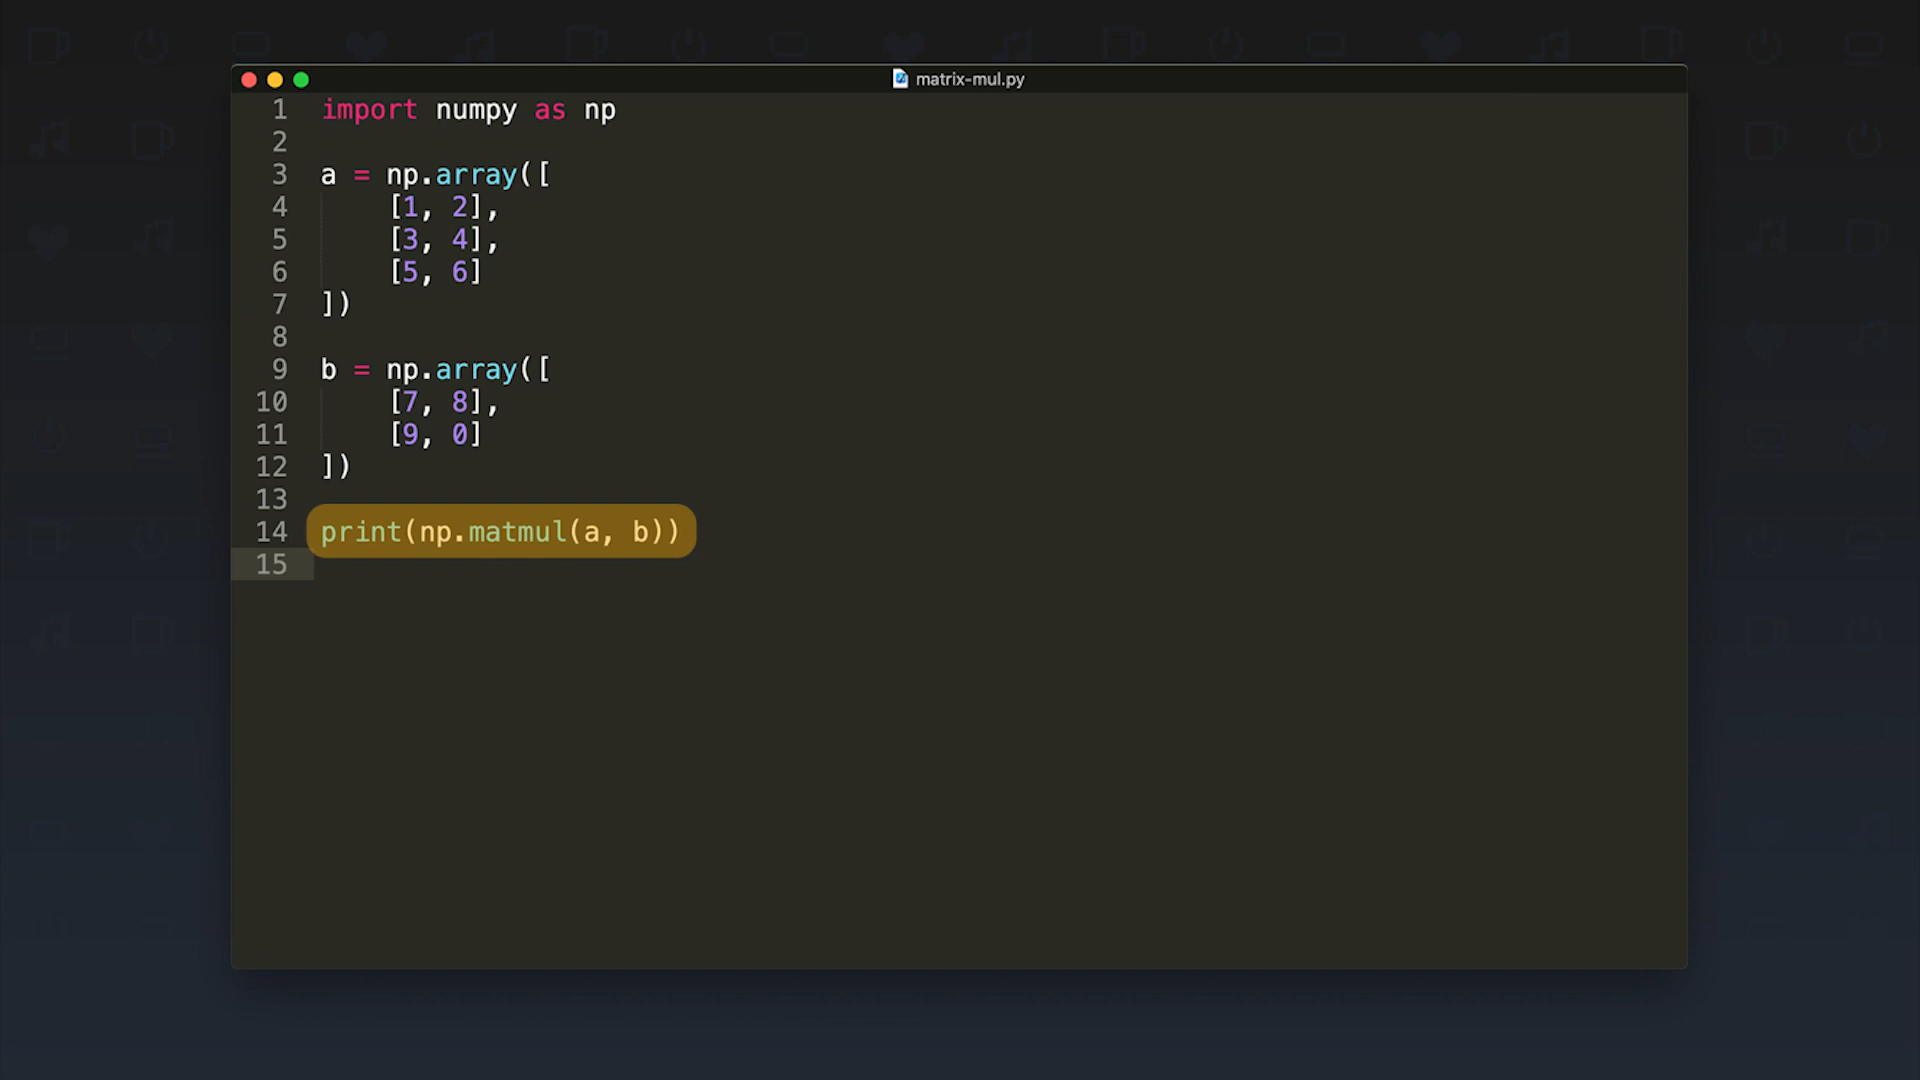 matrix-mul.py
1 import numpy as np
2
3 a = np.array([
4     [1, 2],
5     [3, 4],
6     [5, 6]
7 ])
8
9 b = np.array([
10     [7, 8],
11     [9, 0]
12 ])
13
14 print(np.matmul(a, b))
15